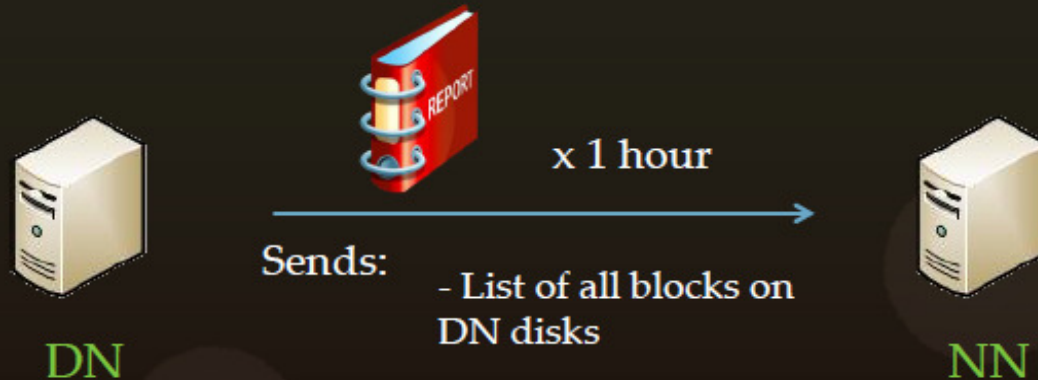 REPORT
x 1 hour
Sends:
- List of all blocks on
DN disks
DN
NN